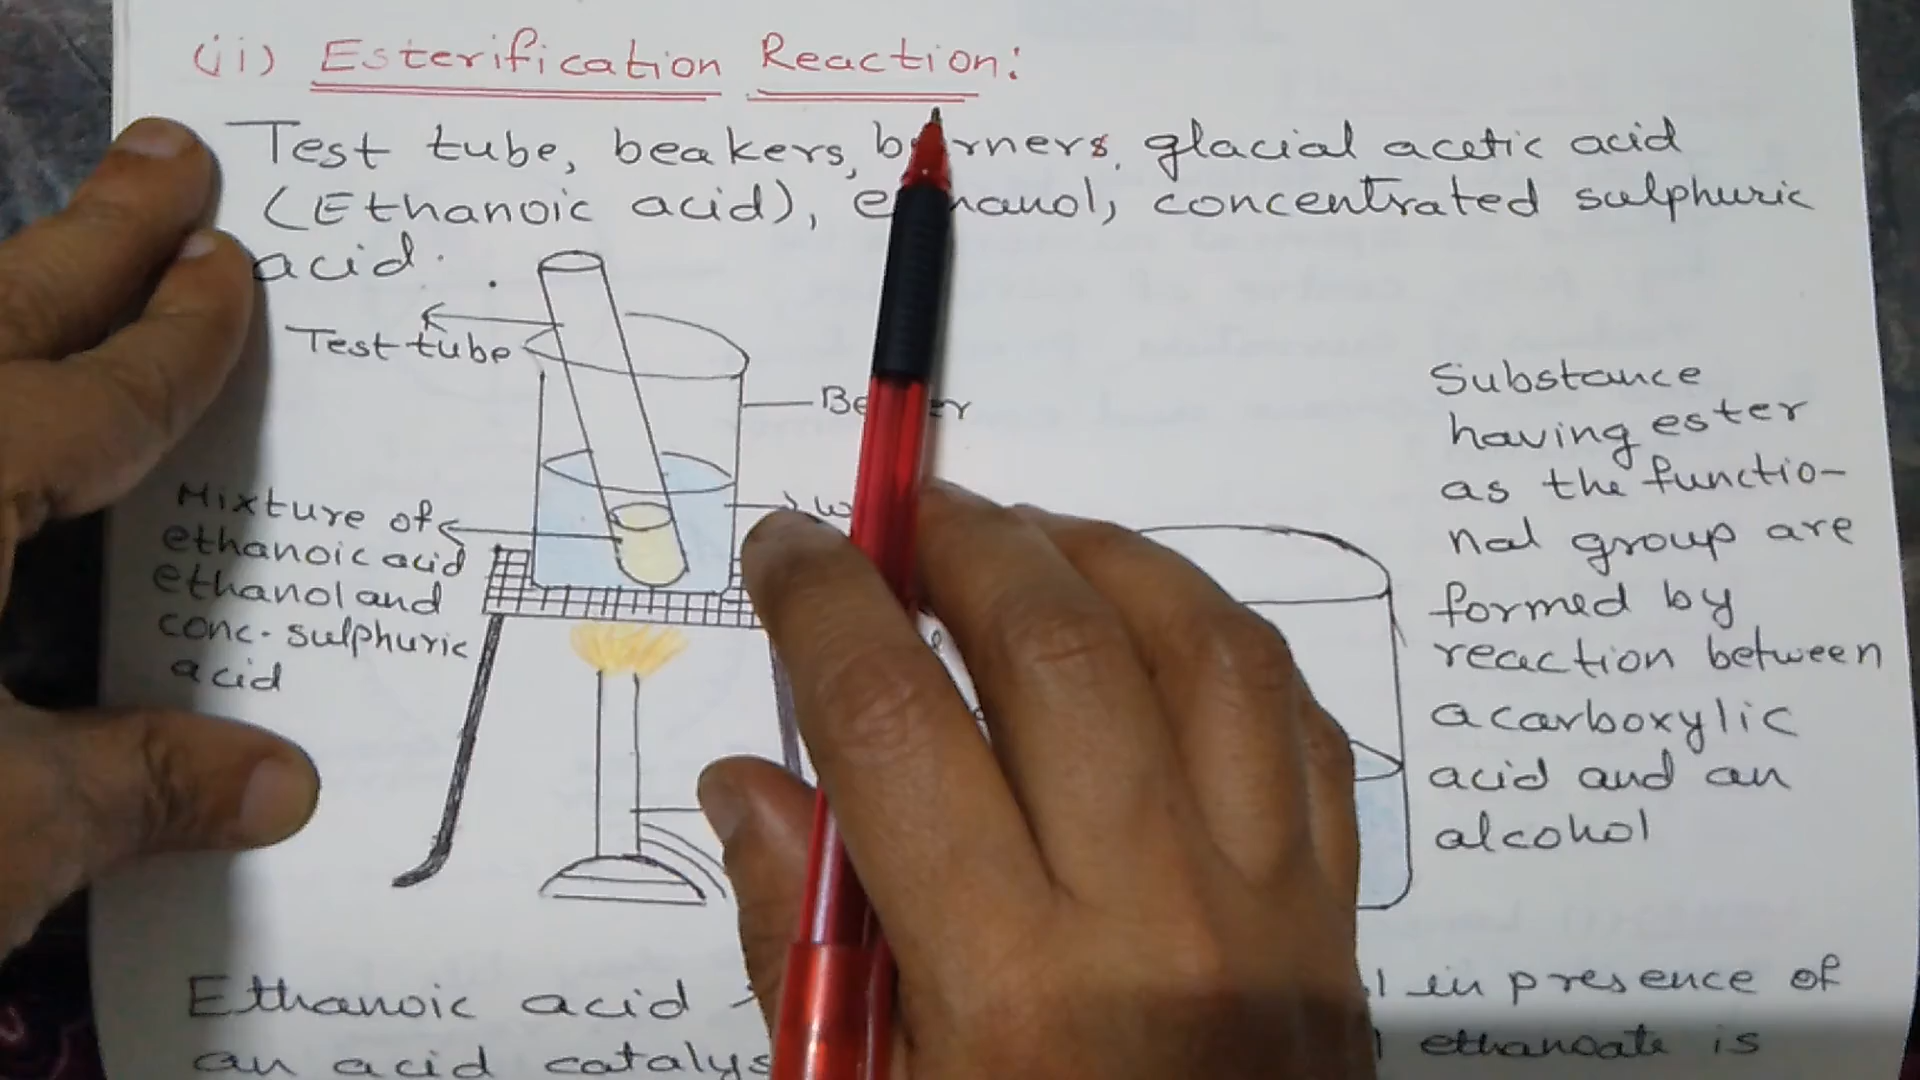 (ii) Esterification Reaction:
Test tube, beakers, burners, glacial acetic acid
(Ethanoic acid), ethanol, concentrated sulphuric
acid.
Test tube
Beaker
Mixture of
ethanoic acid
ethanol and
conc. sulphuric
acid
Substance
having ester
as the functio-
nal group are
formed by
reaction between
a carboxylic
acid and an
alcohol
Ethanoic acid in presence of
an acid ethanoate is